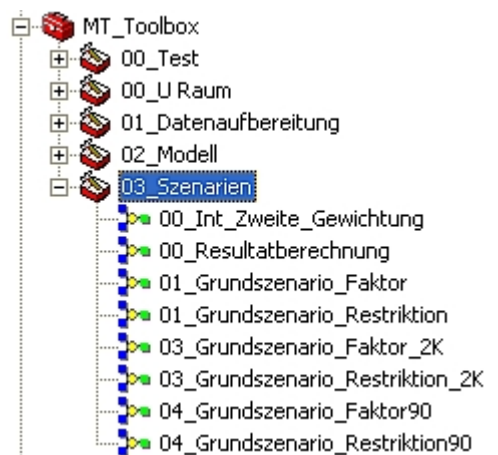 MT_Toolbox
00_Test
00_U Raum
01_Datenaufbereitung
02_Modell
03_Szenarien
00_Int_Zweite_Gewichtung
00_Resultatberechnung
01_Grundszenario_Faktor
01_Grundszenario_Restriktion
03_Grundszenario_Faktor_2K
03_Grundszenario_Restriktion_2K
04_Grundszenario_Faktor90
04_Grundszenario_Restriktion90